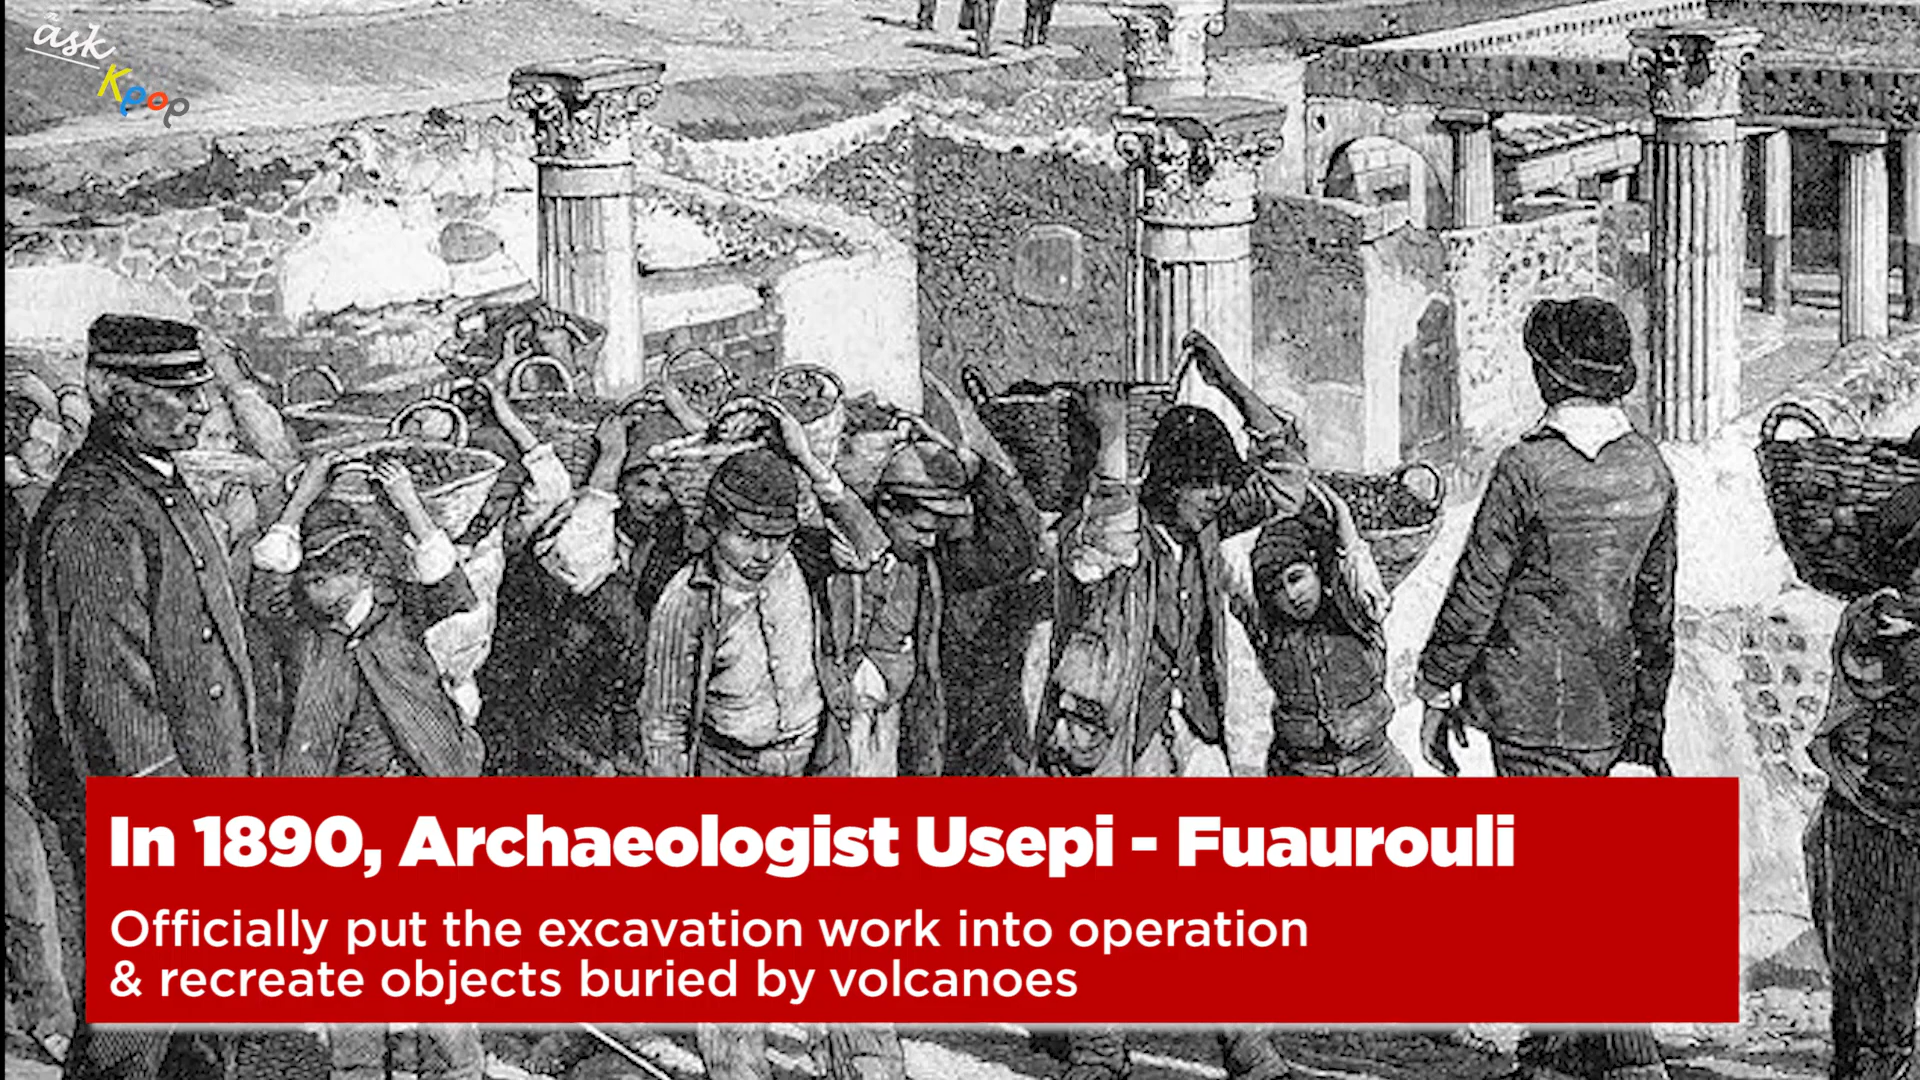 ask
Kpop
In 1890, Archaeologist Usepi - Fuaurouli
Officially put the excavation work into operation
& recreate objects buried by volcanoes